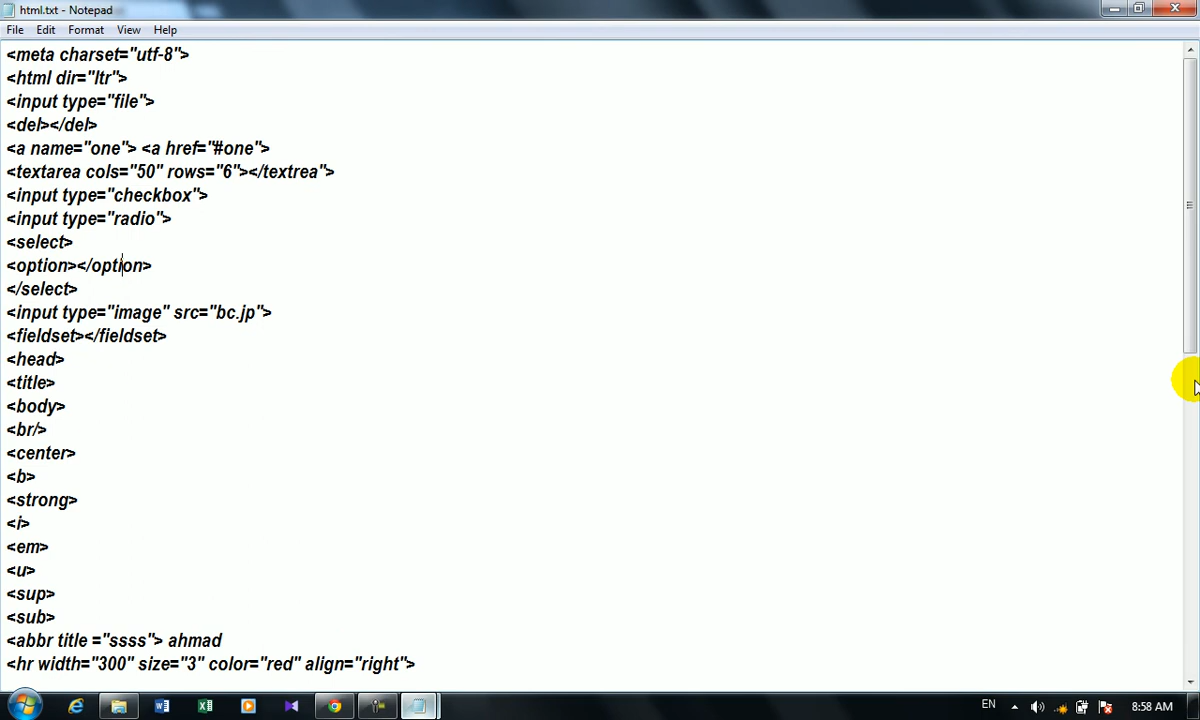 html.txt - Notepad
File Edit Format View Help
<meta charset="utf-8">
<html dir="ltr">
<input type="file">
<del></del>
<a name="one"> <a href="#one">
<textarea cols="50" rows="6"></textrea">
<input type="checkbox">
<input type="radio">
<select>
<option></option>
</select>
<input type="image" src="bc.jp">
<fieldset></fieldset>
<head>
<title>
<body>
<br/>
<center>
<b>
<strong>
<i>
<em>
<u>
<sup>
<sub>
<abbr title ="ssss"> ahmad
<hr width="300" size="3" color="red" align="right">
EN 8:58 AM